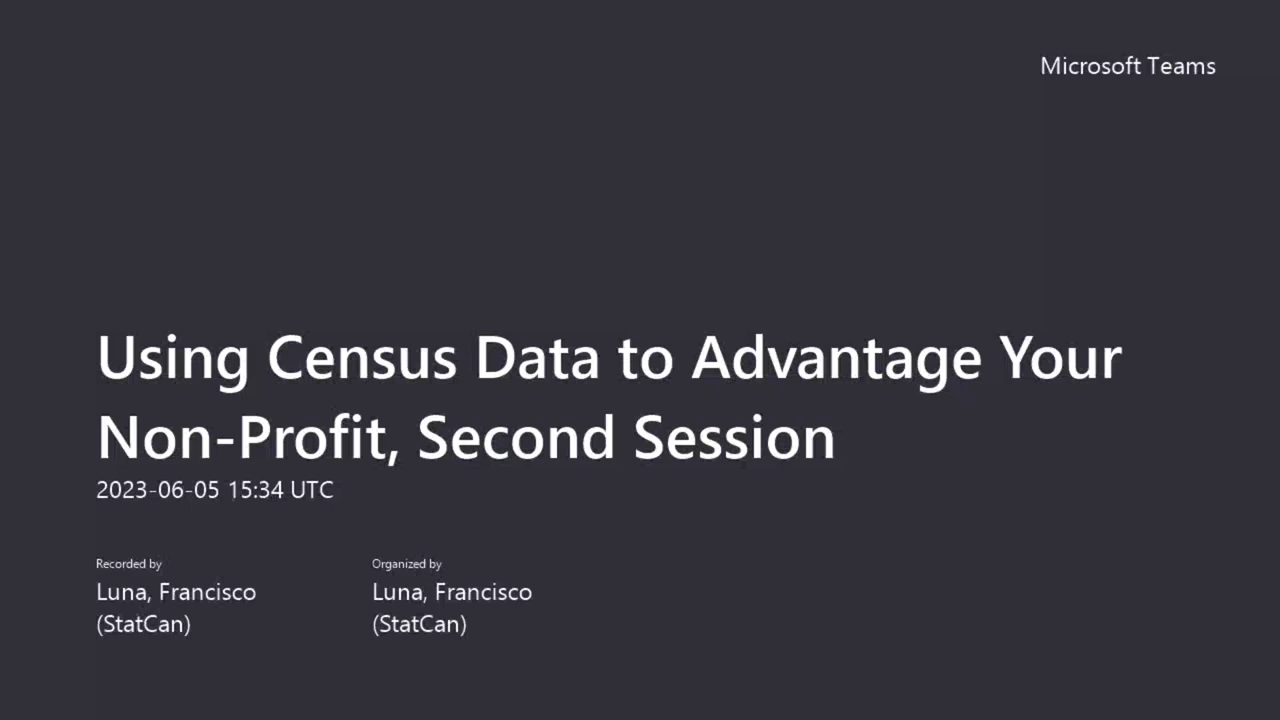 Microsoft Teams
Using Census Data to Advantage Your
Non-Profit, Second Session
2023-06-05 15:34 UTC
Recorded by
Luna, Francisco
(StatCan)
Organized by
Luna, Francisco
(StatCan)